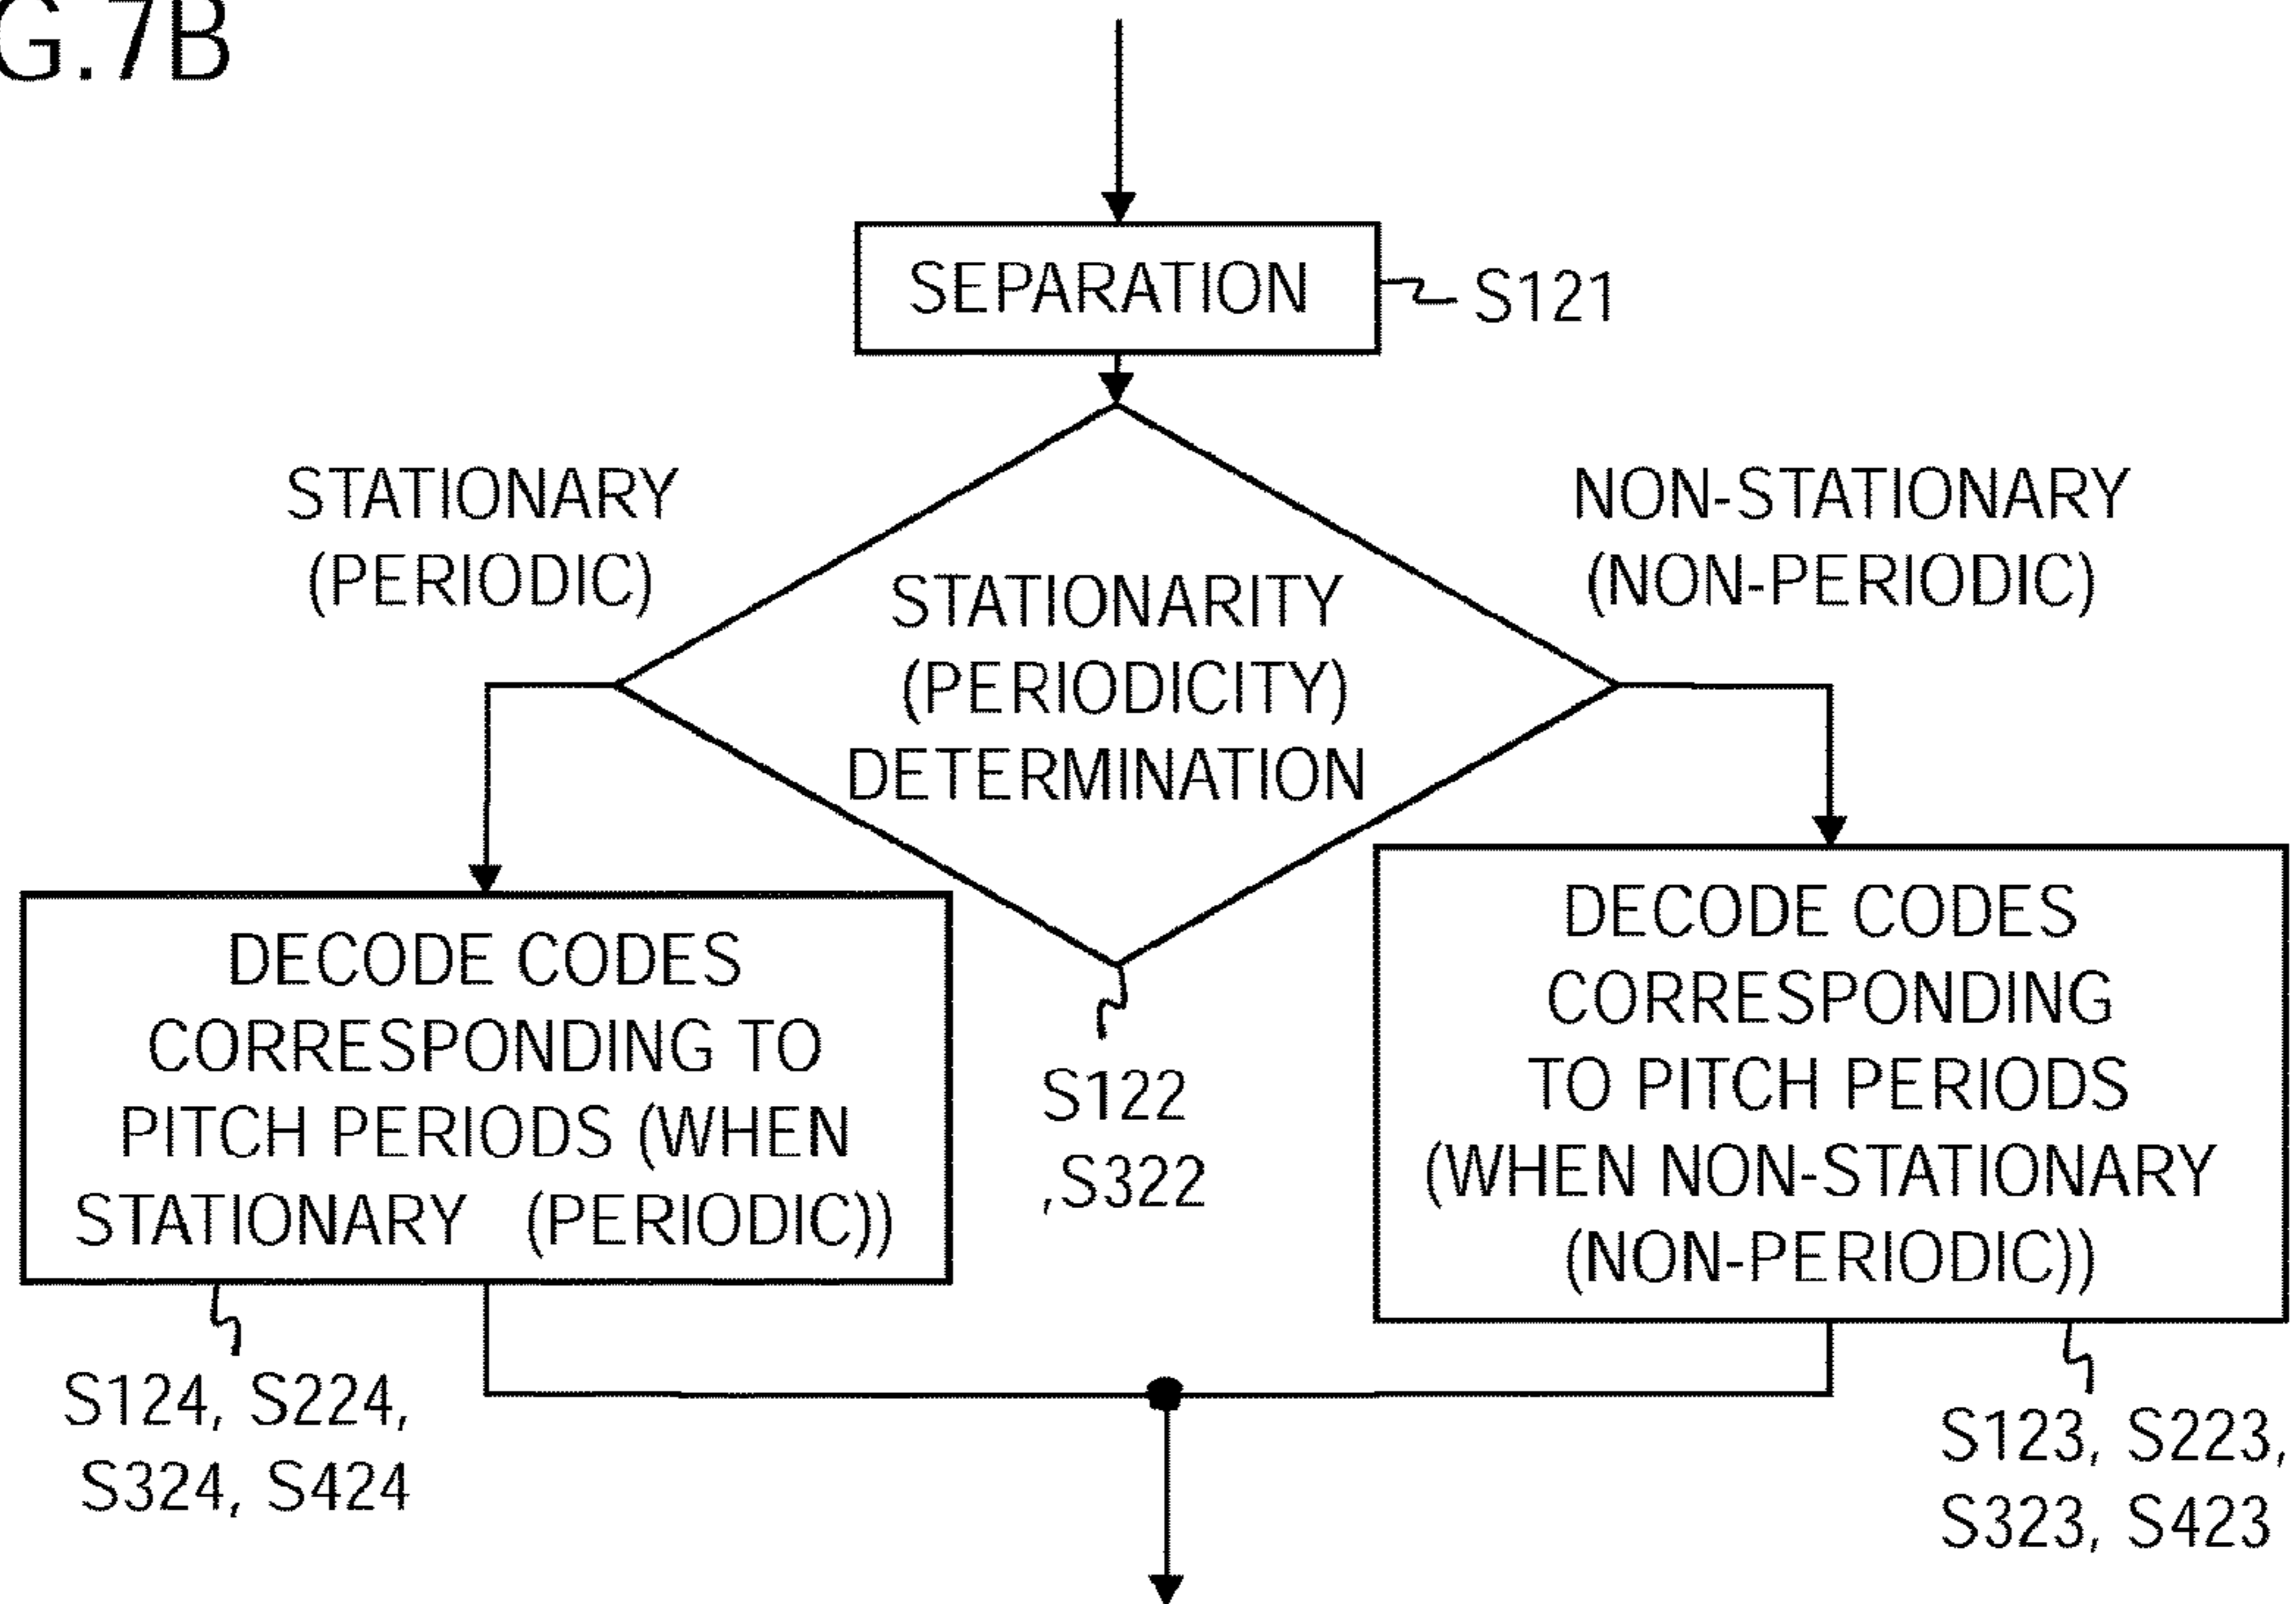 G.7B
SEPARATION
S121
STATIONARY
(PERIODIC)
NON-STATIONARY
(NON-PERIODIC)
STATIONARITY
(PERIODICITY)
DETERMINATION
DECODE CODES
CORRESPONDING TO
PITCH PERIODS (WHEN
STATIONARY (PERIODIC))
S122
,S322
DECODE CODES
CORRESPONDING
TO PITCH PERIODS
(WHEN NON-STATIONARY
(NON-PERIODIC))
S124, S224,
S324, S424
S123, S223,
S323, S423